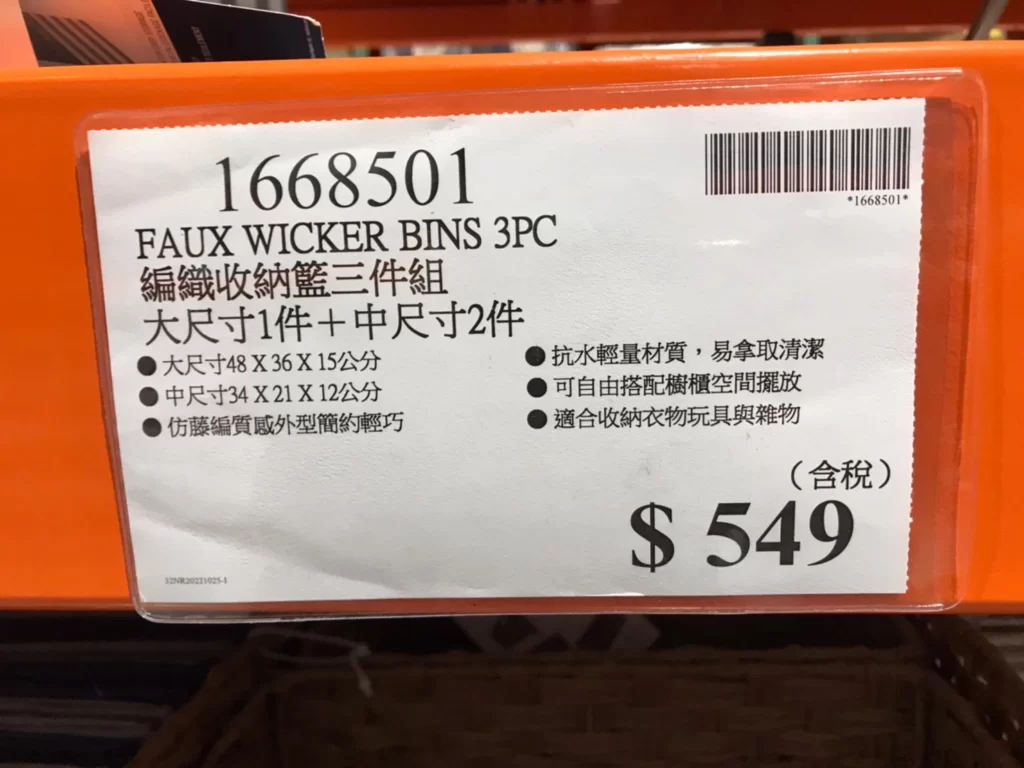 1668501
*1668501*
FAUX WICKER BINS 3PC
編織收納籃三件組
大尺寸1件＋中尺寸2件
●大尺寸48 X 36 X 15公分
●中尺寸34 X 21 X 12公分
●仿藤編質感外型簡約輕巧
●抗水輕量材質，易拿取清潔
●可自由搭配櫥櫃空間擺放
●適合收納衣物玩具與雜物
（含稅）
$ 549
32NR20221025-1